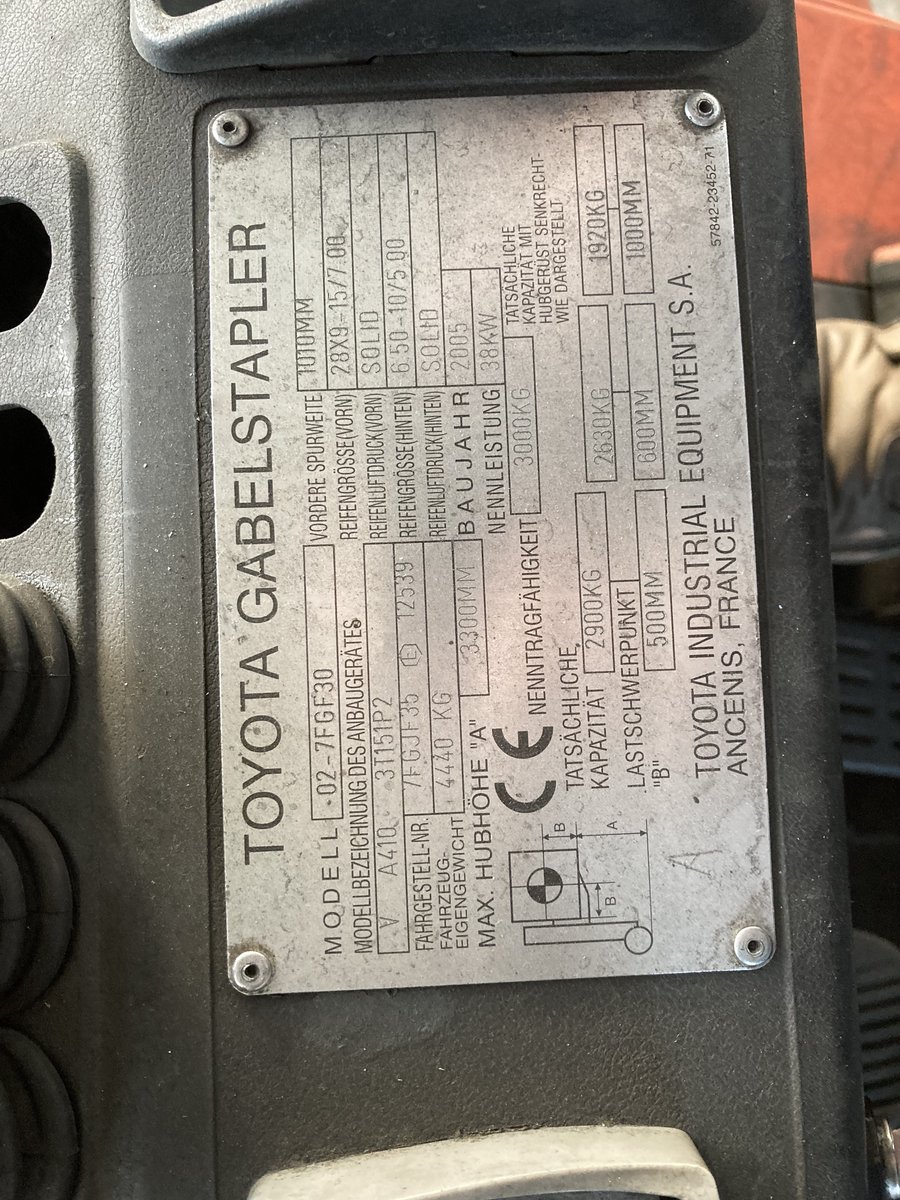 TOYOTA GABELSTAPLER
MODELL 02-7FGF30
MODELLBEZEICHNUNG DES ANBAUGERÄTES
V A410 3T151P2
FAHRGESTELL-NR. 7FGJF35 12539
FAHRZEUG-
EIGENGEWICHT 4440 KG
MAX. HUBHÖHE "A" 3300MM
VORDERE SPURWEITE 1010MM
REIFENGRÖSSE(VORN) 28X9-15/7.00
REIFENLUFTDRUCK(VORN) SOLID
REIFENGRÖSSE(HINTEN) 6.50-10/5.00
REIFENLUFTDRUCK(HINTEN) SOLID
BAUJAHR 2005
NENNLEISTUNG 38KW
CE NENNTRAGFÄHIGKEIT 3000KG
TATSÄCHLICHE
KAPAZITÄT MIT
HUBGERÜST SENKRECHT
WIE DARGESTELLT
TATSÄCHLICHE
KAPAZITÄT 2900KG 2630KG 1920KG
LASTSCHWERPUNKT
"B" 500MM 600MM 1000MM
B
B
A
A
TOYOTA INDUSTRIAL EQUIPMENT S.A.
ANCENIS, FRANCE
57842-23452-71